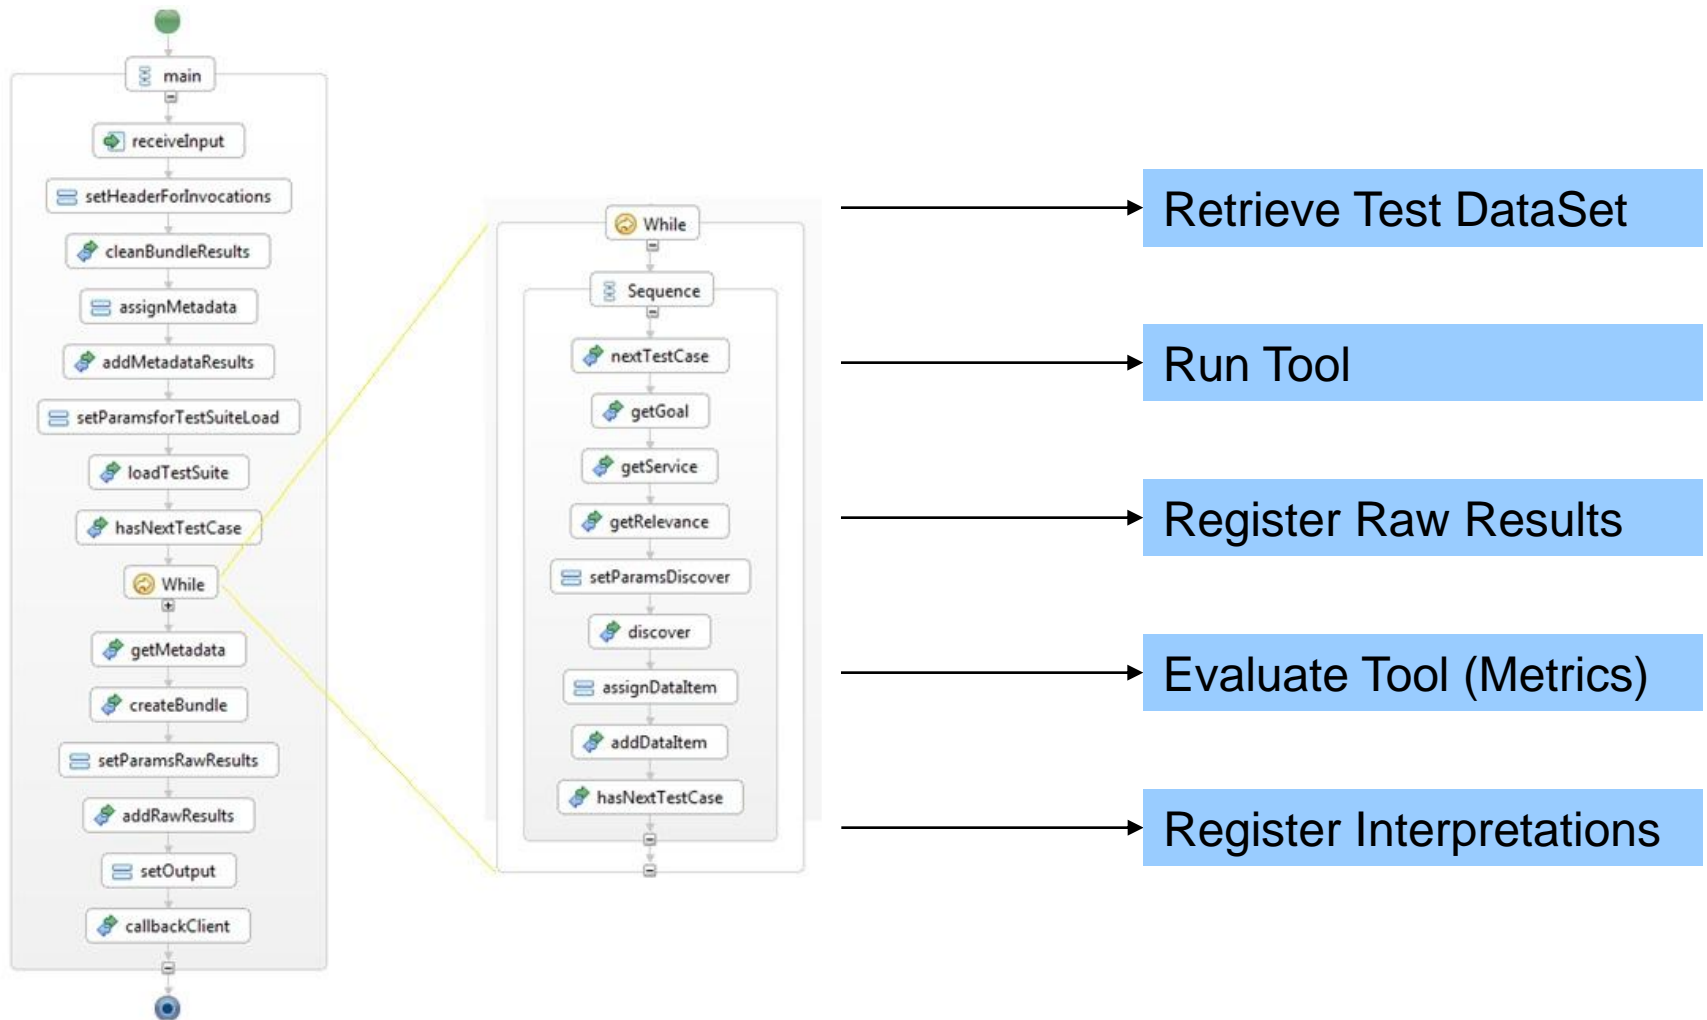 main
receiveInput
setHeaderForInvocations
cleanBundleResults
assignMetadata
addMetadataResults
setParamsforTestSuiteLoad
loadTestSuite
hasNextTestCase
While
getMetadata
createBundle
setParamsRawResults
addRawResults
setOutput
callbackClient
While
Sequence
nextTestCase
getGoal
getService
getRelevance
setParamsDiscover
discover
assignDataItem
addDataItem
hasNextTestCase
Retrieve Test DataSet
Run Tool
Register Raw Results
Evaluate Tool (Metrics)
Register Interpretations